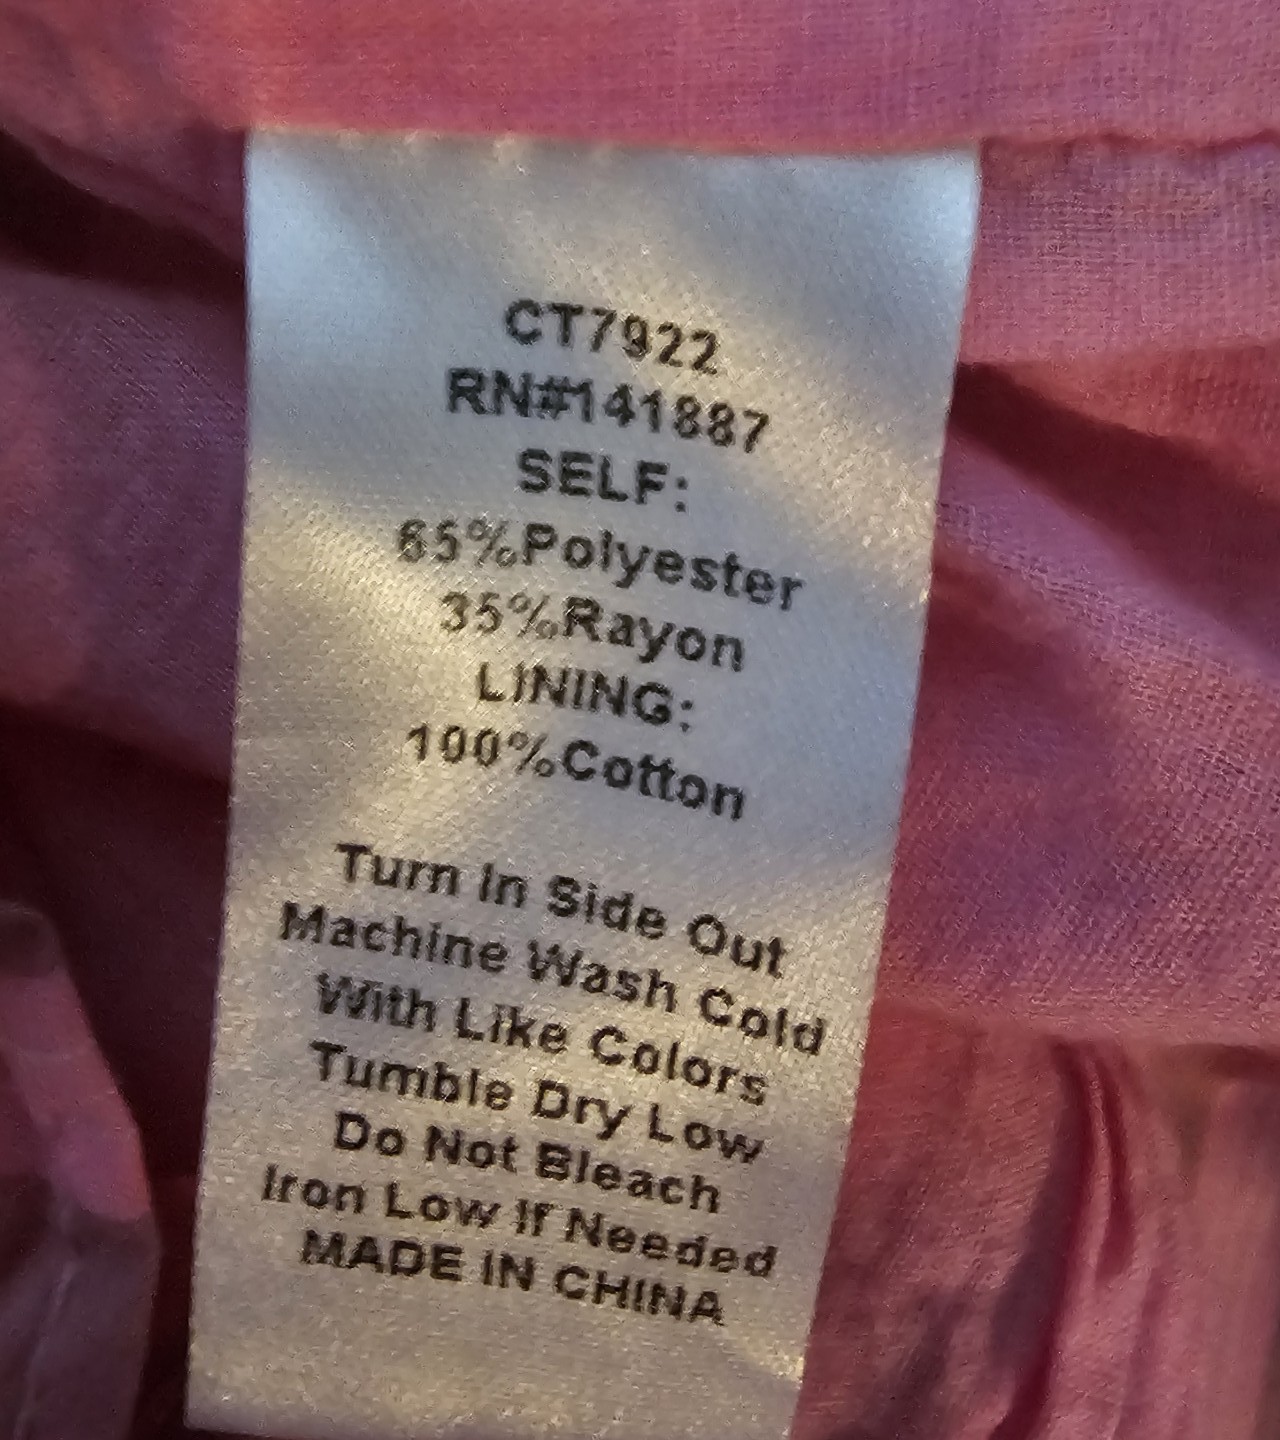 CT7922
RN#141887
SELF:
65%Polyester
35%Rayon
LINING:
100%Cotton
Turn In Side Out
Machine Wash Cold
With Like Colors
Tumble Dry Low
Do Not Bleach
Iron Low If Needed
MADE IN CHINA